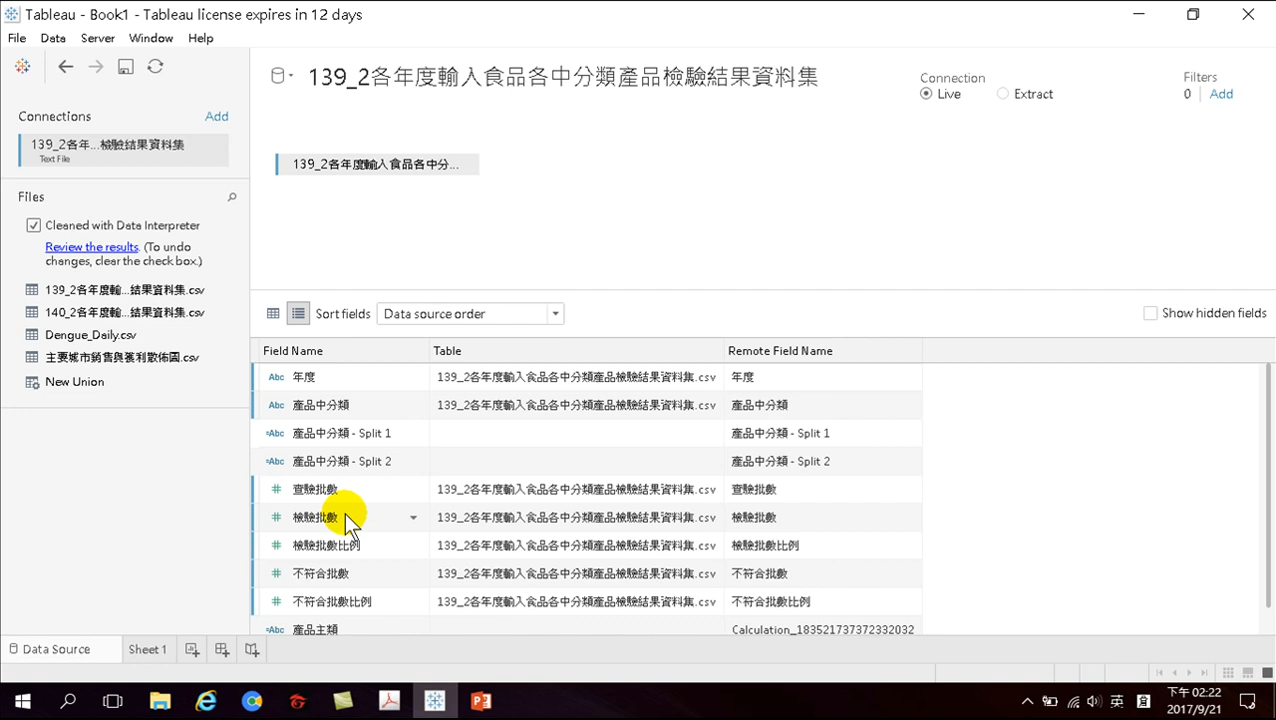 Tableau - Book1 - Tableau license expires in 12 days
File Data Server Window Help
Connections Add
139_2各年...檢驗結果資料集
Text File
Files
Cleaned with Data Interpreter
Review the results. (To undo
changes, clear the check box.)
139_2各年度輸...結果資料集.csv
140_2各年度輸...結果資料集.csv
Dengue_Daily.csv
主要城市銷售與獲利散佈圖.csv
New Union
139_2各年度輸入食品各中分類產品檢驗結果資料集
Connection
Live Extract
Filters
0 Add
139_2各年度輸入食品各中分...
Sort fields Data source order Show hidden fields
Field Name Table Remote Field Name
Abc 年度 139_2各年度輸入食品各中分類產品檢驗結果資料集.csv 年度
Abc 產品中分類 139_2各年度輸入食品各中分類產品檢驗結果資料集.csv 產品中分類
=Abc 產品中分類 - Split 1 產品中分類 - Split 1
=Abc 產品中分類 - Split 2 產品中分類 - Split 2
# 查驗批數 139_2各年度輸入食品各中分類產品檢驗結果資料集.csv 查驗批數
# 檢驗批數 139_2各年度輸入食品各中分類產品檢驗結果資料集.csv 檢驗批數
# 檢驗批數比例 139_2各年度輸入食品各中分類產品檢驗結果資料集.csv 檢驗批數比例
# 不符合批數 139_2各年度輸入食品各中分類產品檢驗結果資料集.csv 不符合批數
# 不符合批數比例 139_2各年度輸入食品各中分類產品檢驗結果資料集.csv 不符合批數比例
=Abc 產品主類 Calculation_183521737372332032
Data Source Sheet 1
英 下午 02:22
2017/9/21